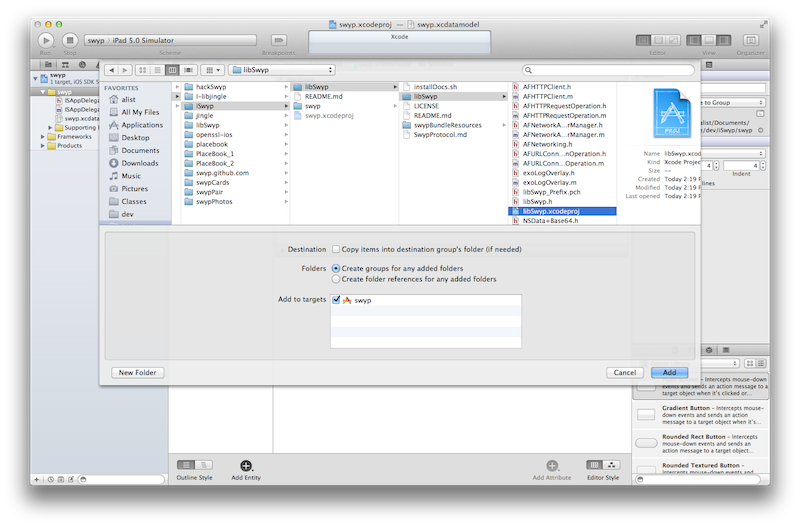 swyp.xcodeproj — swyp.xcdatamodel
Run
Stop
swyp › iPad 5.0 Simulator
Scheme
Breakpoints
Xcode
Editor
View
Organizer
swyp
1 target, iOS SDK 5
swyp
ISAppDelega
ISAppDelega
swyp.xcdata
Supporting
Frameworks
Products
libSwyp
FAVORITES
alist
All My Files
Applications
Desktop
Documents
Downloads
Music
Pictures
Classes
dev
hackSwyp
I-libJingle
iSwyp
jingle
libSwyp
openssl-ios
placebook
PlaceBook_1
PlaceBook_2
swyp.github.com
swypCards
swypPair
swypPhotos
libSwyp
README.md
swyp
swyp.xcodeproj
installDocs.sh
libSwyp
LICENSE
README.md
swypBundleResources
SwypProtocol.md
AFHTTPClient.h
AFHTTPClient.m
AFHTTPRequestOperation.h
AFHTTPRequestOperation.m
AFNetworkA...rManager.h
AFNetworkA...rManager.m
AFNetworking.h
AFURLConn...nOperation.h
AFURLConn...nOperation.m
exoLogOverlay.h
exoLogOverlay.m
libSwyp_Prefix.pch
libSwyp.h
libSwyp.xcodeproj
NSData+Base64.h
PROJ
Name libSwyp.xcode
Kind Xcode Project
Size --
Created Today 2:19 P
Modified Today 2:19 P
Last opened Today 2:19 P
e to Group
alist/Documents/
e/dev/iSwyp/swyp
4
4
Indent
lines
Destination
Copy items into destination group's folder (if needed)
Folders
Create groups for any added folders
Create folder references for any added folders
Add to targets
swyp
New Folder
Cancel
Add
- Intercepts mouse-down
events and sends an action message to a
target object when it's clicked or...
Gradient Button - Intercepts mouse-down
events and sends an action
message to a target object when it's...
Rounded Rect Button - Intercepts
mouse-down events and sends an
action message to a target object...
Rounded Textured Button - Intercepts
mouse-down events and sends an
Outline Style
Add Entity
Add Attribute
Editor Style